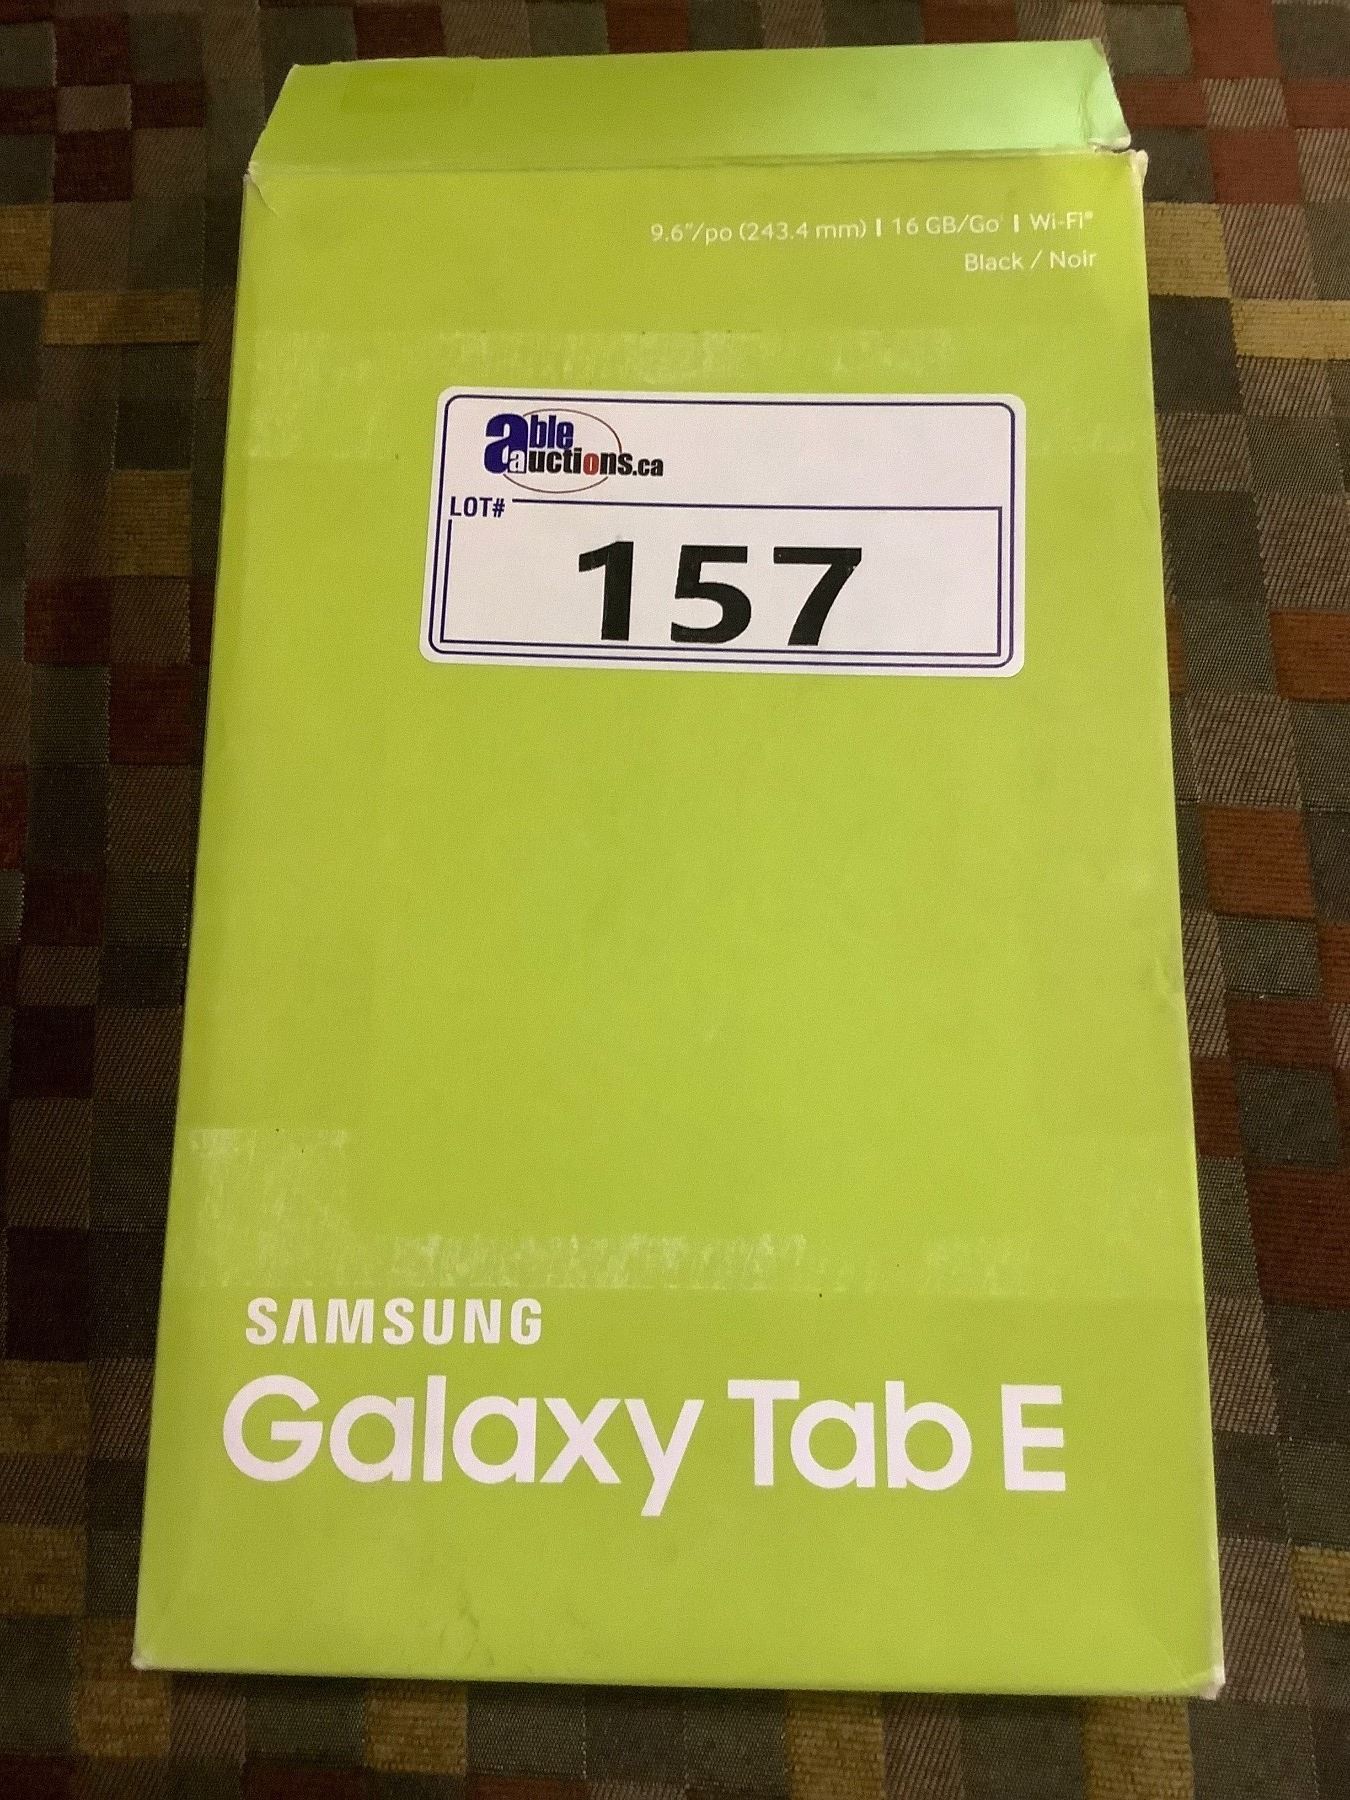 9.6"/po (243.4 mm) | 16 GB/Go¹ | Wi-Fi®
Black / Noir
able
auctions.ca
LOT#
157
SAMSUNG
Galaxy Tab E